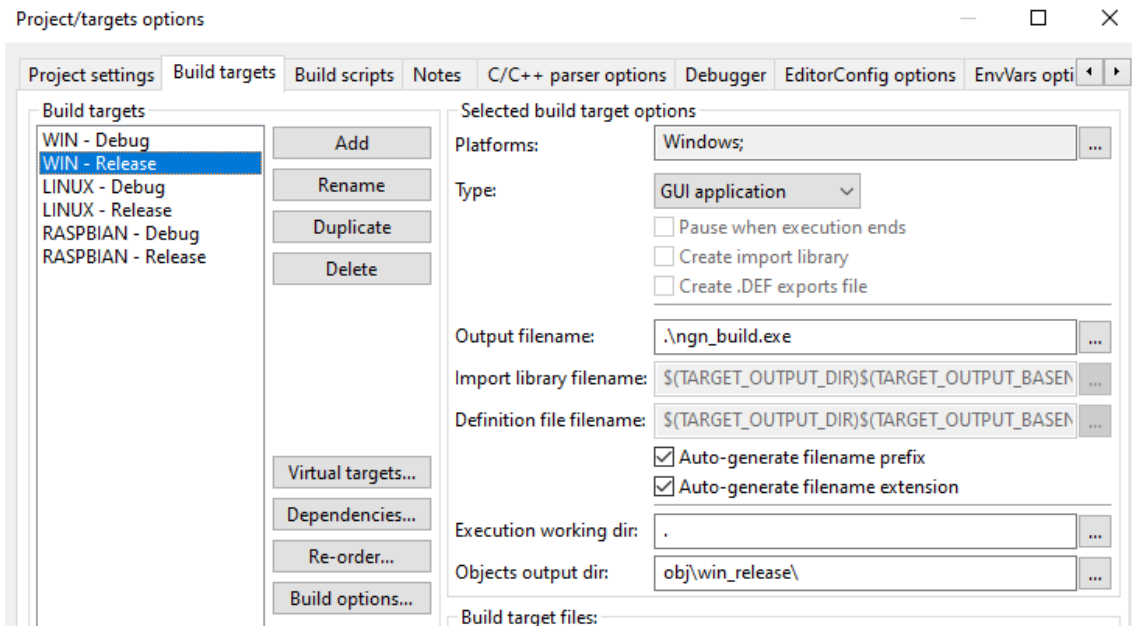 Project/targets options
Project settings Build targets Build scripts Notes C/C++ parser options Debugger EditorConfig options EnvVars opti
Build targets
WIN - Debug
WIN - Release
LINUX - Debug
LINUX - Release
RASPBIAN - Debug
RASPBIAN - Release
Add
Rename
Duplicate
Delete
Virtual targets...
Dependencies...
Re-order...
Build options...
Selected build target options
Platforms: Windows; ...
Type: GUI application
Pause when execution ends
Create import library
Create .DEF exports file
Output filename: .\ngn_build.exe ...
Import library filename: $(TARGET_OUTPUT_DIR)$(TARGET_OUTPUT_BASEN ...
Definition file filename: $(TARGET_OUTPUT_DIR)$(TARGET_OUTPUT_BASEN ...
Auto-generate filename prefix
Auto-generate filename extension
Execution working dir: . ...
Objects output dir: obj\win_release\ ...
Build target files: